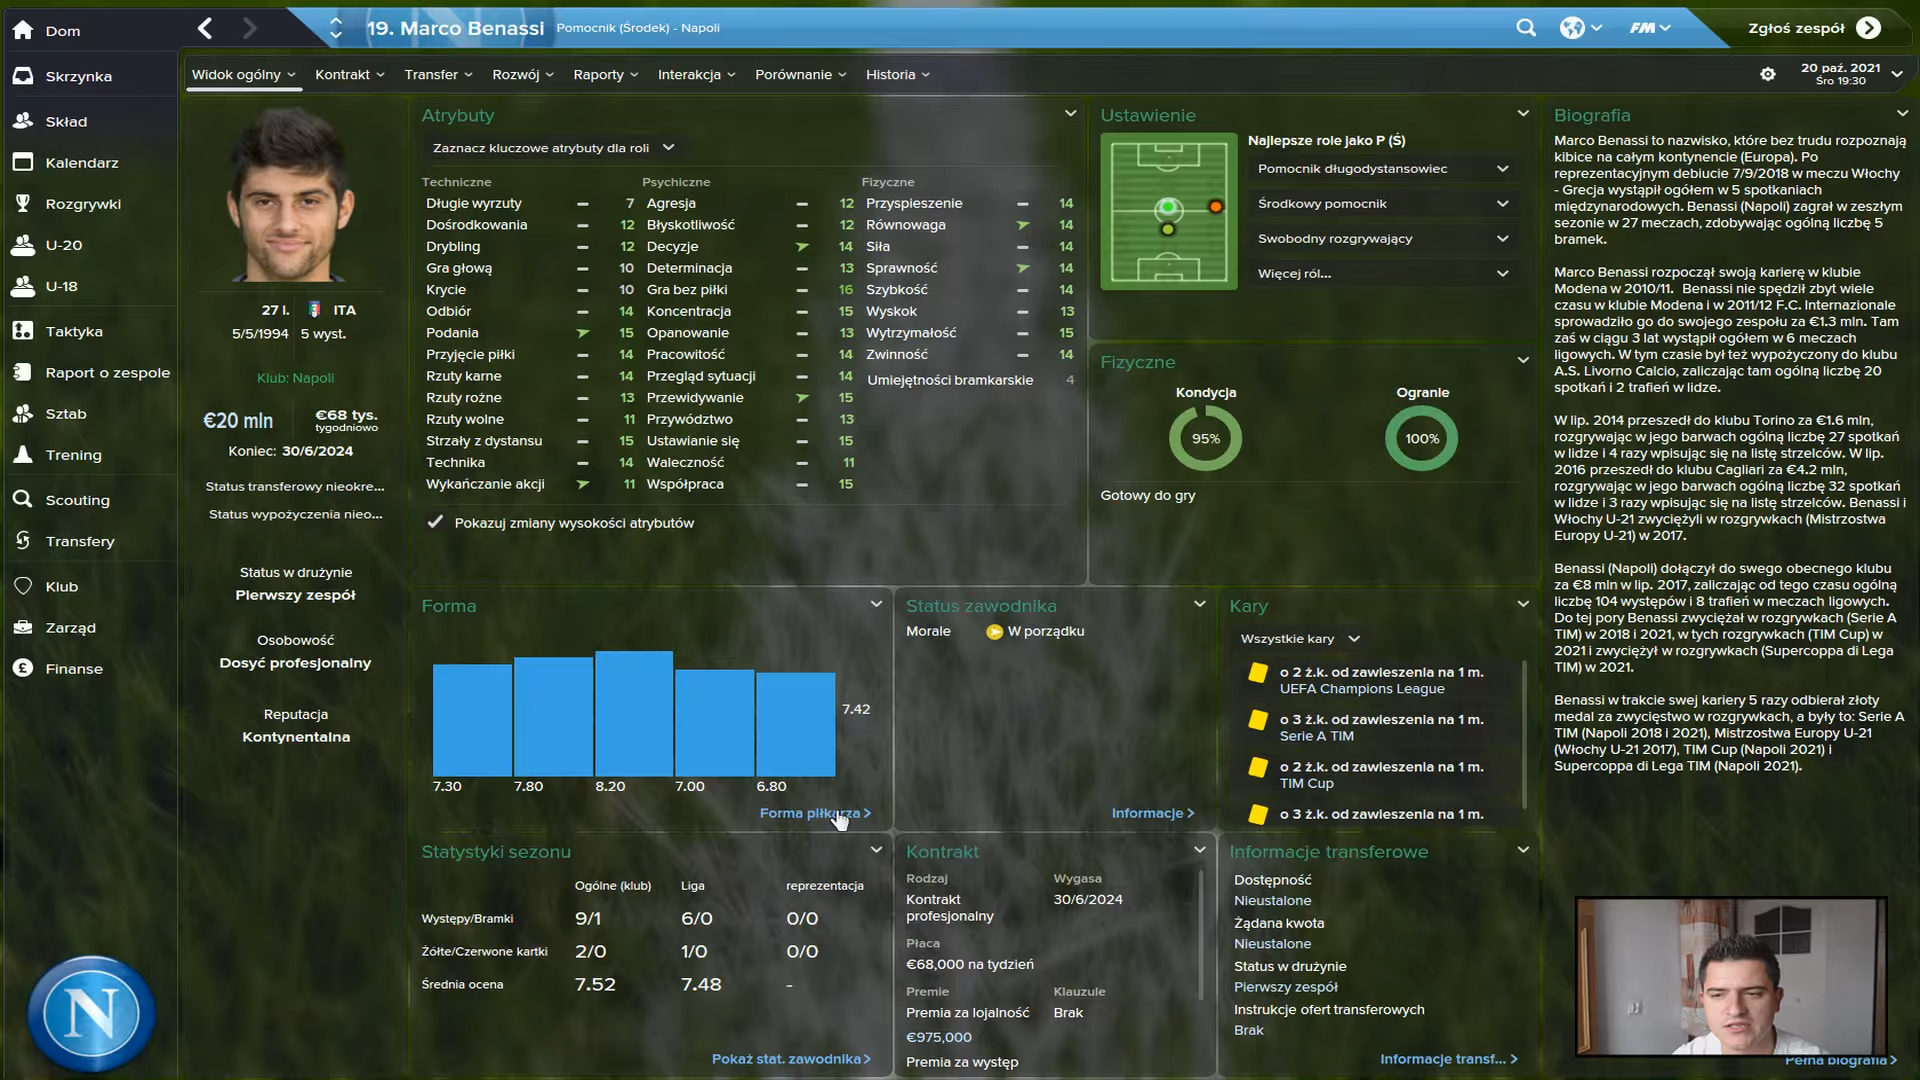 Dom
Skrzynka
Skład
Kalendarz
Rozgrywki
U-20
U-18
Taktyka
Raport o zespole
Sztab
Trening
Scouting
Transfery
Klub
Zarząd
Finanse
19. Marco Benassi Pomocnik (Środek) - Napoli
FM
Zgłoś zespół
Widok ogólny Kontrakt Transfer Rozwój Raporty Interakcja Porównanie Historia
20 paź. 2021
Śro 19:30
27 l. ITA
5/5/1994 5 wyst.
Klub: Napoli
€20 mln €68 tys.
tygodniowo
Koniec: 30/6/2024
Status transferowy nieokre...
Status wypożyczenia nieo...
Status w drużynie
Pierwszy zespół
Osobowość
Dosyć profesjonalny
Reputacja
Kontynentalna
Atrybuty
Zaznacz kluczowe atrybuty dla roli
Techniczne Psychiczne Fizyczne
Długie wyrzuty 7 Agresja 12 Przyspieszenie 14
Dośrodkowania 12 Błyskotliwość 12 Równowaga 14
Drybling 12 Decyzje 14 Siła 14
Gra głową 10 Determinacja 13 Sprawność 14
Krycie 10 Gra bez piłki 16 Szybkość 14
Odbiór 14 Koncentracja 15 Wyskok 13
Podania 15 Opanowanie 13 Wytrzymałość 15
Przyjęcie piłki 14 Pracowitość 14 Zwinność 14
Rzuty karne 14 Przegląd sytuacji 14 Umiejętności bramkarskie 4
Rzuty rożne 13 Przewidywanie 15
Rzuty wolne 11 Przywództwo 13
Strzały z dystansu 15 Ustawianie się 15
Technika 14 Waleczność 11
Wykańczanie akcji 11 Współpraca 15
Pokazuj zmiany wysokości atrybutów
Ustawienie
Najlepsze role jako P (Ś)
Pomocnik długodystansowiec
Środkowy pomocnik
Swobodny rozgrywający
Więcej ról...
Fizyczne
Kondycja Ogranie
95% 100%
Gotowy do gry
Forma
7.42
7.30 7.80 8.20 7.00 6.80
Forma piłkarza >
Status zawodnika
Morale W porządku
Informacje >
Kary
Wszystkie kary
o 2 ż.k. od zawieszenia na 1 m.
UEFA Champions League
o 3 ż.k. od zawieszenia na 1 m.
Serie A TIM
o 2 ż.k. od zawieszenia na 1 m.
TIM Cup
o 3 ż.k. od zawieszenia na 1 m.
Statystyki sezonu
Ogólne (klub) Liga reprezentacja
Występy/Bramki 9/1 6/0 0/0
Żółte/Czerwone kartki 2/0 1/0 0/0
Średnia ocena 7.52 7.48 -
Pokaż stat. zawodnika >
Kontrakt
Rodzaj Wygasa
Kontrakt 30/6/2024
profesjonalny
Płaca
€68,000 na tydzień
Premie Klauzule
Premia za lojalność Brak
€975,000
Premia za występ
Informacje transferowe
Dostępność
Nieustalone
Żądana kwota
Nieustalone
Status w drużynie
Pierwszy zespół
Instrukcje ofert transferowych
Brak
Informacje transf... >
Biografia
Marco Benassi to nazwisko, które bez trudu rozpoznają
kibice na całym kontynencie (Europa). Po
reprezentacyjnym debiucie 7/9/2018 w meczu Włochy
- Grecja wystąpił ogółem w 5 spotkaniach
międzynarodowych. Benassi (Napoli) zagrał w zeszłym
sezonie w 27 meczach, zdobywając ogólną liczbę 5
bramek.
Marco Benassi rozpoczął swoją karierę w klubie
Modena w 2010/11. Benassi nie spędził zbyt wiele
czasu w klubie Modena i w 2011/12 F.C. Internazionale
sprowadziło go do swojego zespołu za €1.3 mln. Tam
zaś w ciągu 3 lat wystąpił ogółem w 6 meczach
ligowych. W tym czasie był też wypożyczony do klubu
A.S. Livorno Calcio, zaliczając tam ogólną liczbę 20
spotkań i 2 trafień w lidze.
W lip. 2014 przeszedł do klubu Torino za €1.6 mln,
rozgrywając w jego barwach ogólną liczbę 27 spotkań
w lidze i 4 razy wpisując się na listę strzelców. W lip.
2016 przeszedł do klubu Cagliari za €4.2 mln,
rozgrywając w jego barwach ogólną liczbę 32 spotkań
w lidze i 3 razy wpisując się na listę strzelców. Benassi i
Włochy U-21 zwyciężyli w rozgrywkach (Mistrzostwa
Europy U-21) w 2017.
Benassi (Napoli) dołączył do swego obecnego klubu
za €8 mln w lip. 2017, zaliczając od tego czasu ogólną
liczbę 104 występów i 8 trafień w meczach ligowych.
Do tej pory Benassi zwyciężał w rozgrywkach (Serie A
TIM) w 2018 i 2021, w tych rozgrywkach (TIM Cup) w
2021 i zwyciężył w rozgrywkach (Supercoppa di Lega
TIM) w 2021.
Benassi w trakcie swej kariery 5 razy odbierał złoty
medal za zwycięstwo w rozgrywkach, a były to: Serie A
TIM (Napoli 2018 i 2021), Mistrzostwa Europy U-21
(Włochy U-21 2017), TIM Cup (Napoli 2021) i
Supercoppa di Lega TIM (Napoli 2021).
Pełna biografia >
N